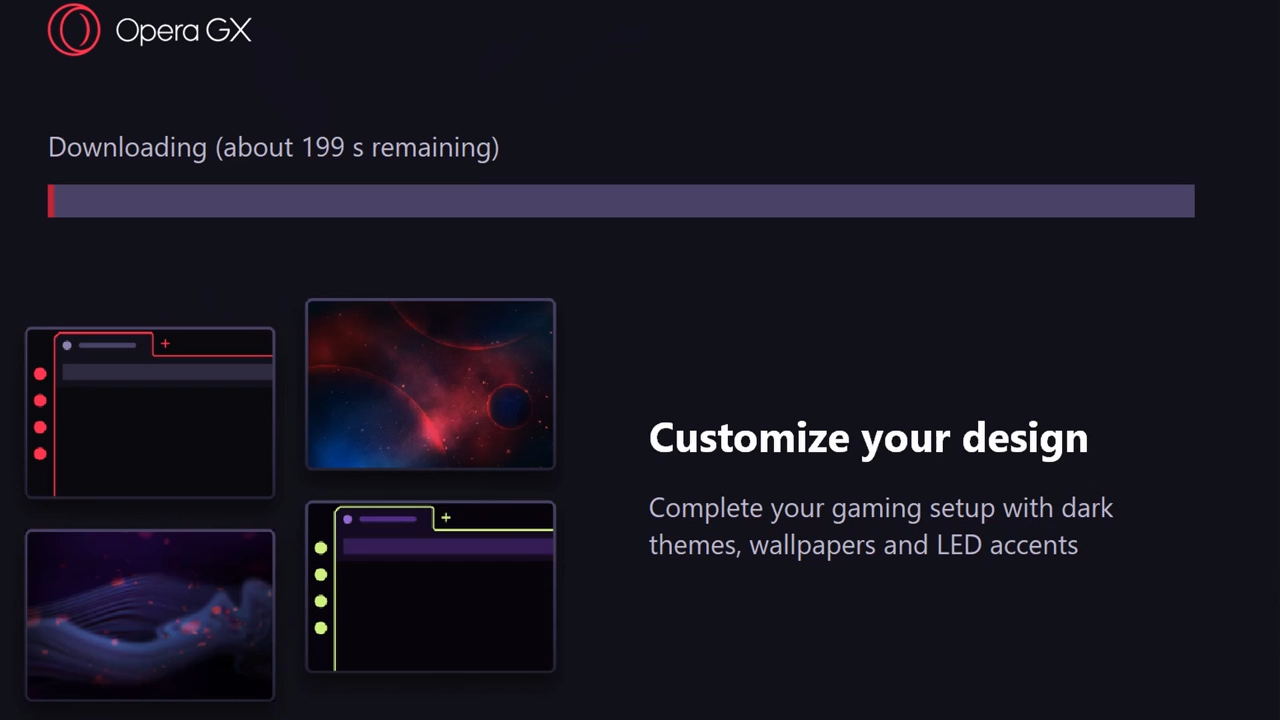 Opera GX
Downloading (about 199 s remaining)
Customize your design
Complete your gaming setup with dark
themes, wallpapers and LED accents